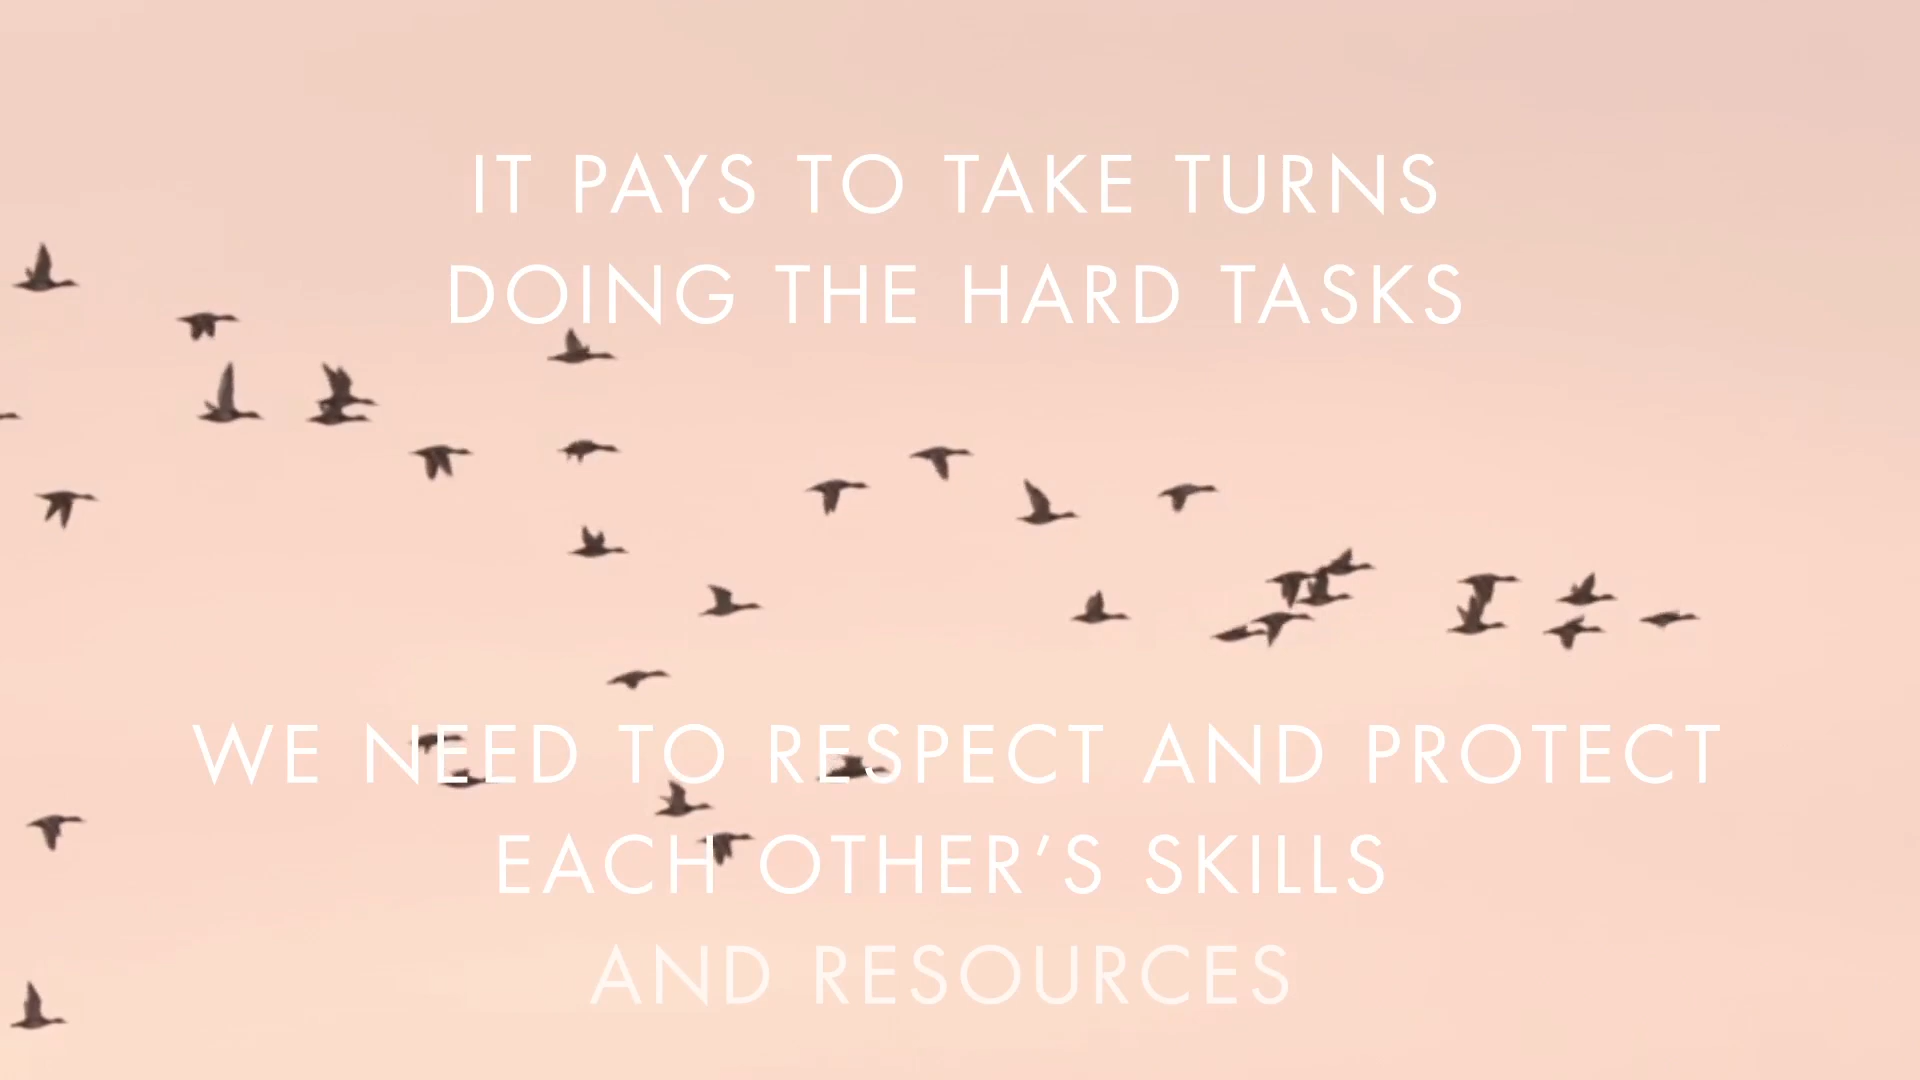 IT PAYS TO TAKE TURNS
DOING THE HARD TASKS
WE NEED TO RESPECT AND PROTECT
EACH OTHER’S SKILLS
AND RESOURCES